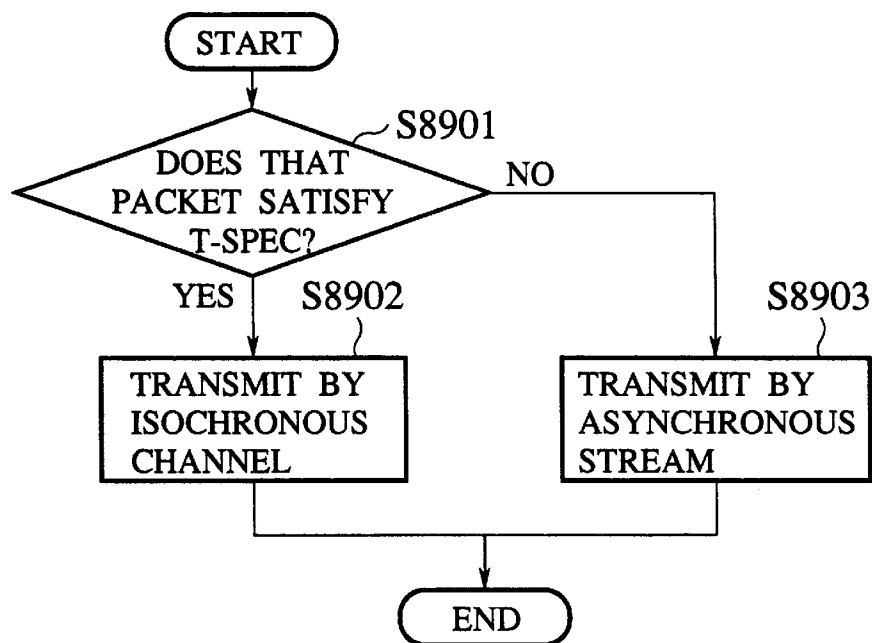 START
S8901
DOES THAT
PACKET SATISFY
T-SPEC?
NO
YES
S8902
S8903
TRANSMIT BY
ISOCHRONOUS
CHANNEL
TRANSMIT BY
ASYNCHRONOUS
STREAM
END